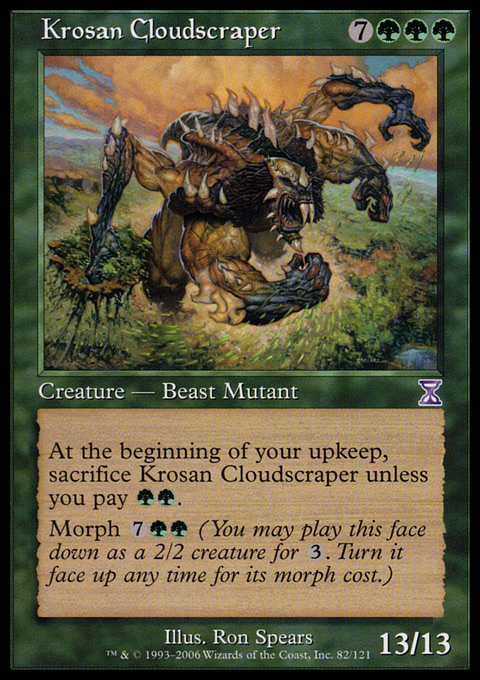 Krosan Cloudscraper 7
Creature — Beast Mutant
At the beginning of your upkeep,
sacrifice Krosan Cloudscraper unless
you pay .
Morph 7 (You may play this face
down as a 2/2 creature for 3. Turn it
face up any time for its morph cost.)
Illus. Ron Spears
™ & © 1993–2006 Wizards of the Coast, Inc. 82/121
13/13